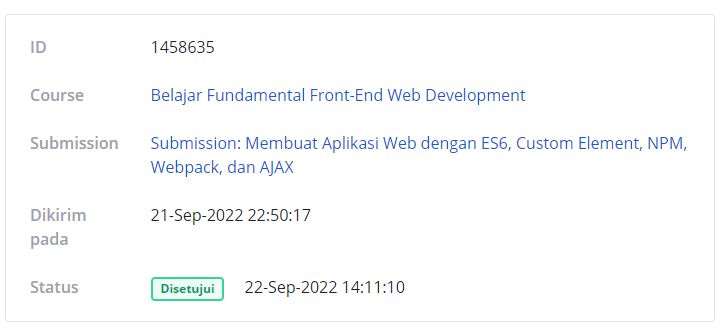 ID 1458635
Course Belajar Fundamental Front-End Web Development
Submission Submission: Membuat Aplikasi Web dengan ES6, Custom Element, NPM,
Webpack, dan AJAX
Dikirim 21-Sep-2022 22:50:17
pada
Status Disetujui 22-Sep-2022 14:11:10